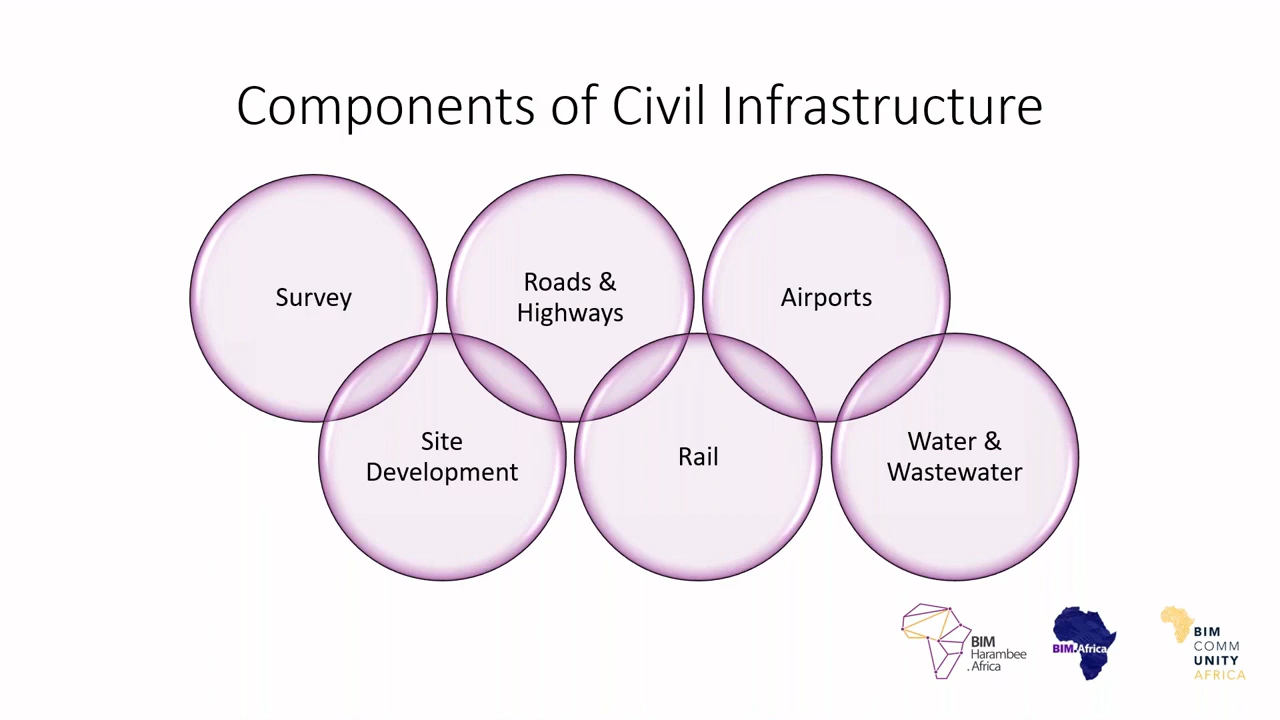 Components of Civil Infrastructure
Survey
Roads &
Highways
Airports
Site
Development
Rail
Water &
Wastewater
BIM
Harambee
.Africa
BIM.Africa
BIM
COMM
UNITY
AFRICA